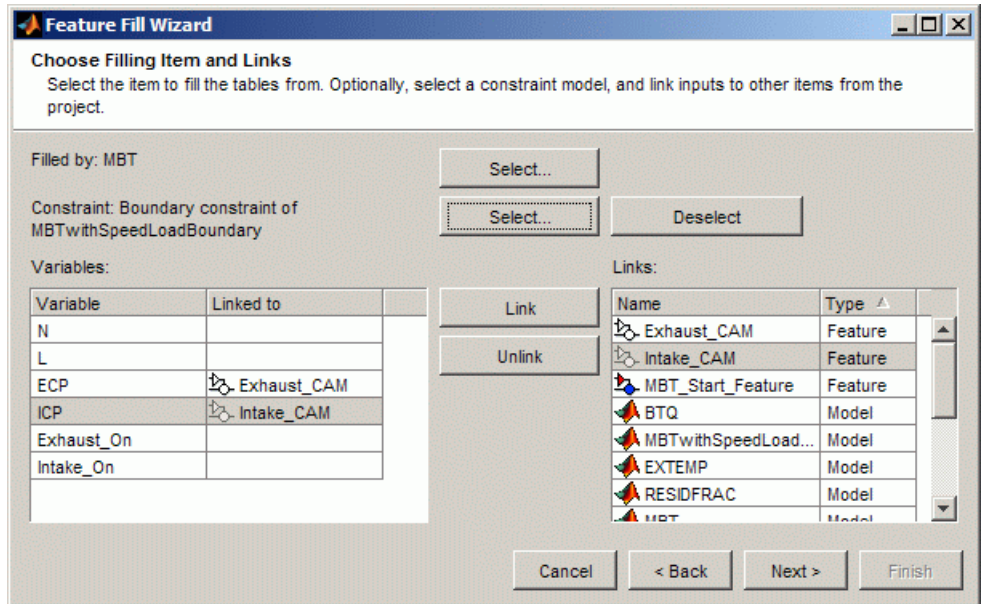 Feature Fill Wizard
Choose Filling Item and Links
Select the item to fill the tables from. Optionally, select a constraint model, and link inputs to other items from the
project.
Filled by: MBT
Select...
Constraint: Boundary constraint of
MBTwithSpeedLoadBoundary
Select...
Deselect
Variables:
Links:
Variable Linked to
N
L
ECP Exhaust_CAM
ICP Intake_CAM
Exhaust_On
Intake_On
Link
Unlink
Name Type
Exhaust_CAM Feature
Intake_CAM Feature
MBT_Start_Feature Feature
BTQ Model
MBTwithSpeedLoad... Model
EXTEMP Model
RESIDFRAC Model
MBT Model
Cancel < Back Next > Finish